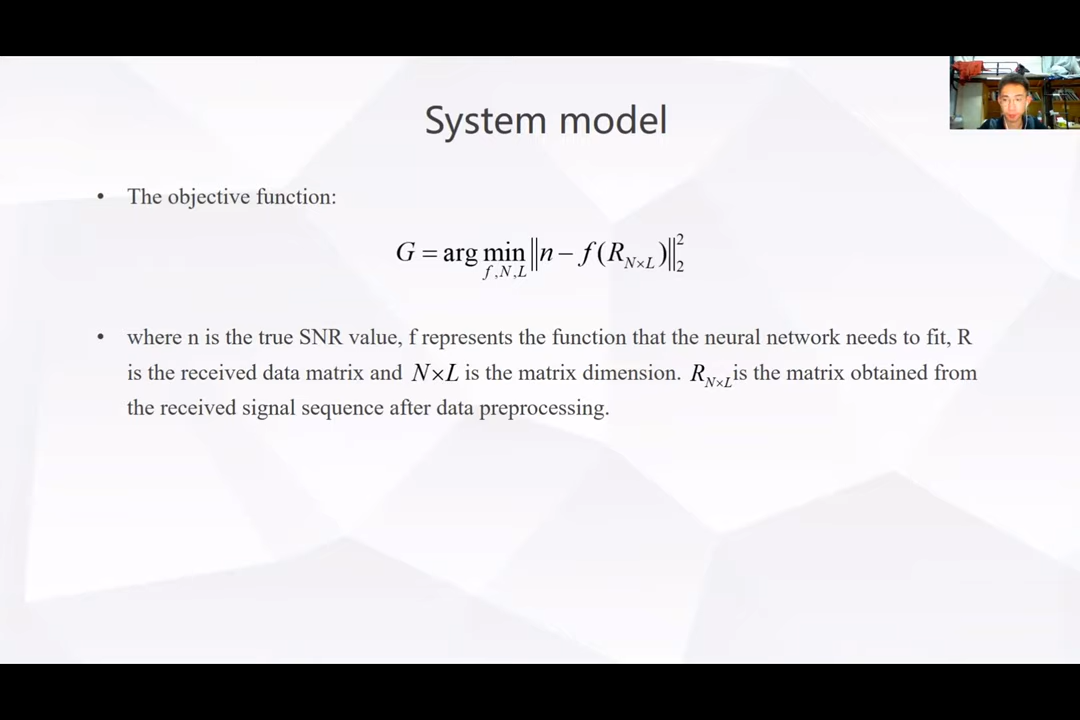 System model
• The objective function:
G = arg min_{f,N,L} ‖n − f(R_{N×L})‖_2^2
• where n is the true SNR value, f represents the function that the neural network needs to fit, R
is the received data matrix and N×L is the matrix dimension. R_{N×L} is the matrix obtained from
the received signal sequence after data preprocessing.